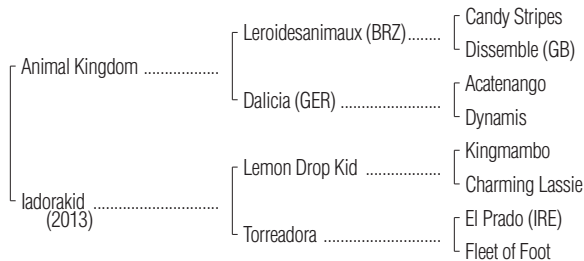 Candy Stripes
Leroidesanimaux (BRZ)........
Dissemble (GB)
Animal Kingdom ..................
Acatenango
Dalicia (GER) .....................
Dynamis
Kingmambo
Lemon Drop Kid ................
Charming Lassie
Iadorakid ..............................
(2013)
El Prado (IRE)
Torreadora .........................
Fleet of Foot